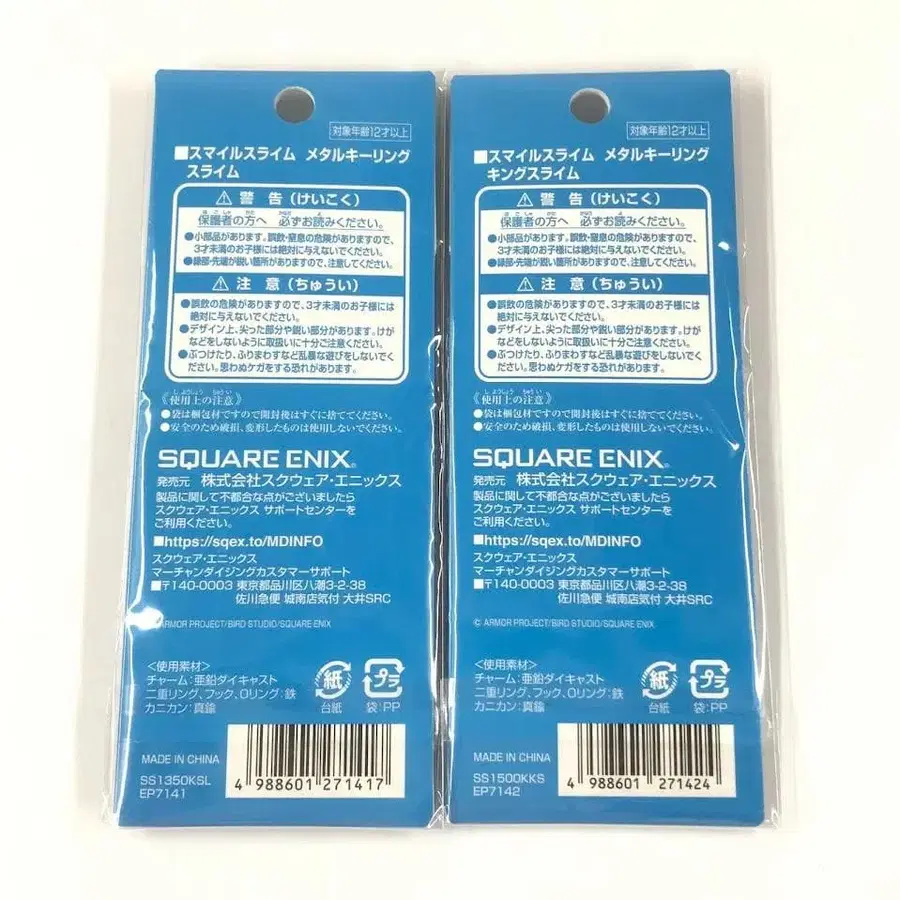 対象年齢12才以上
■スマイルスライム メタルキーリング
スライム
⚠ 警告（けいこく）
保護者の方へ 必ずお読みください。
●小部品があります。誤飲・窒息の危険がありますので、
3才未満のお子様には絶対に与えないでください。
●縁部・先端が鋭い箇所がありますので、注意してください。
⚠ 注意（ちゅうい）
●誤飲の危険がありますので、3才未満のお子様には
絶対に与えないでください。
●デザイン上、尖った部分や鋭い部分があります。けが
などをしないように取扱いに十分ご注意ください。
●ぶつけたり、ふりまわすなど乱暴な遊びをしないでく
ださい。思わぬケガをする恐れがあります。
《使用上の注意》
●袋は梱包材ですので開封後はすぐに捨ててください。
●安全のため破損、変形したものは使用しないでください。
SQUARE ENIX®
発売元 株式会社スクウェア・エニックス
製品に関して不都合な点がございましたら
スクウェア・エニックス サポートセンターを
ご利用ください。
■https://sqex.to/MDINFO
スクウェア・エニックス
マーチャンダイジングカスタマーサポート
■〒140-0003 東京都品川区八潮3-2-38
佐川急便 城南店気付 大井SRC
ARMOR PROJECT/BIRD STUDIO/SQUARE ENIX
＜使用素材＞
チャーム：亜鉛ダイキャスト
二重リング、フック、Oリング：鉄
カニカン：真鍮
紙
台紙
プラ
袋：PP
MADE IN CHINA
SS1350KSL
EP7141
4 988601 271417
対象年齢12才以上
■スマイルスライム メタルキーリング
キングスライム
⚠ 警告（けいこく）
保護者の方へ 必ずお読みください。
●小部品があります。誤飲・窒息の危険がありますので、
3才未満のお子様には絶対に与えないでください。
●縁部・先端が鋭い箇所がありますので、注意してください。
⚠ 注意（ちゅうい）
●誤飲の危険がありますので、3才未満のお子様には
絶対に与えないでください。
●デザイン上、尖った部分や鋭い部分があります。けが
などをしないように取扱いに十分ご注意ください。
●ぶつけたり、ふりまわすなど乱暴な遊びをしないでく
ださい。思わぬケガをする恐れがあります。
《使用上の注意》
●袋は梱包材ですので開封後はすぐに捨ててください。
●安全のため破損、変形したものは使用しないでください。
SQUARE ENIX®
発売元 株式会社スクウェア・エニックス
製品に関して不都合な点がございましたら
スクウェア・エニックス サポートセンターを
ご利用ください。
■https://sqex.to/MDINFO
スクウェア・エニックス
マーチャンダイジングカスタマーサポート
■〒140-0003 東京都品川区八潮3-2-38
佐川急便 城南店気付 大井SRC
© ARMOR PROJECT/BIRD STUDIO/SQUARE ENIX
＜使用素材＞
チャーム：亜鉛ダイキャスト
二重リング、フック、Oリング：鉄
カニカン：真鍮
紙
台紙
プラ
袋：PP
MADE IN CHINA
SS1500KKS
EP7142
4 988601 271424